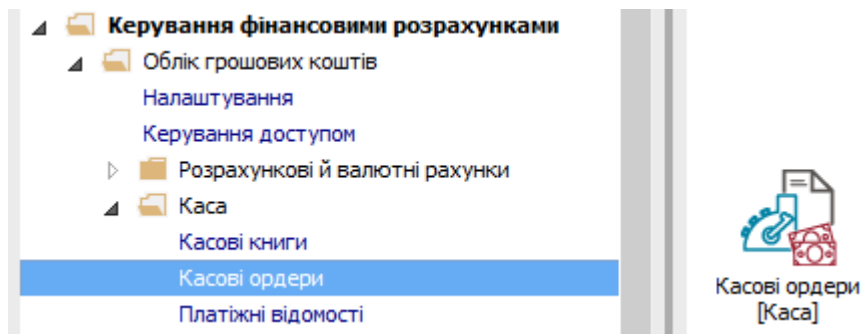 Керування фінансовими розрахунками
Облік грошових коштів
Налаштування
Керування доступом
Розрахункові й валютні рахунки
Каса
Касові книги
Касові ордери
Платіжні відомості
Касові ордери
[Каса]